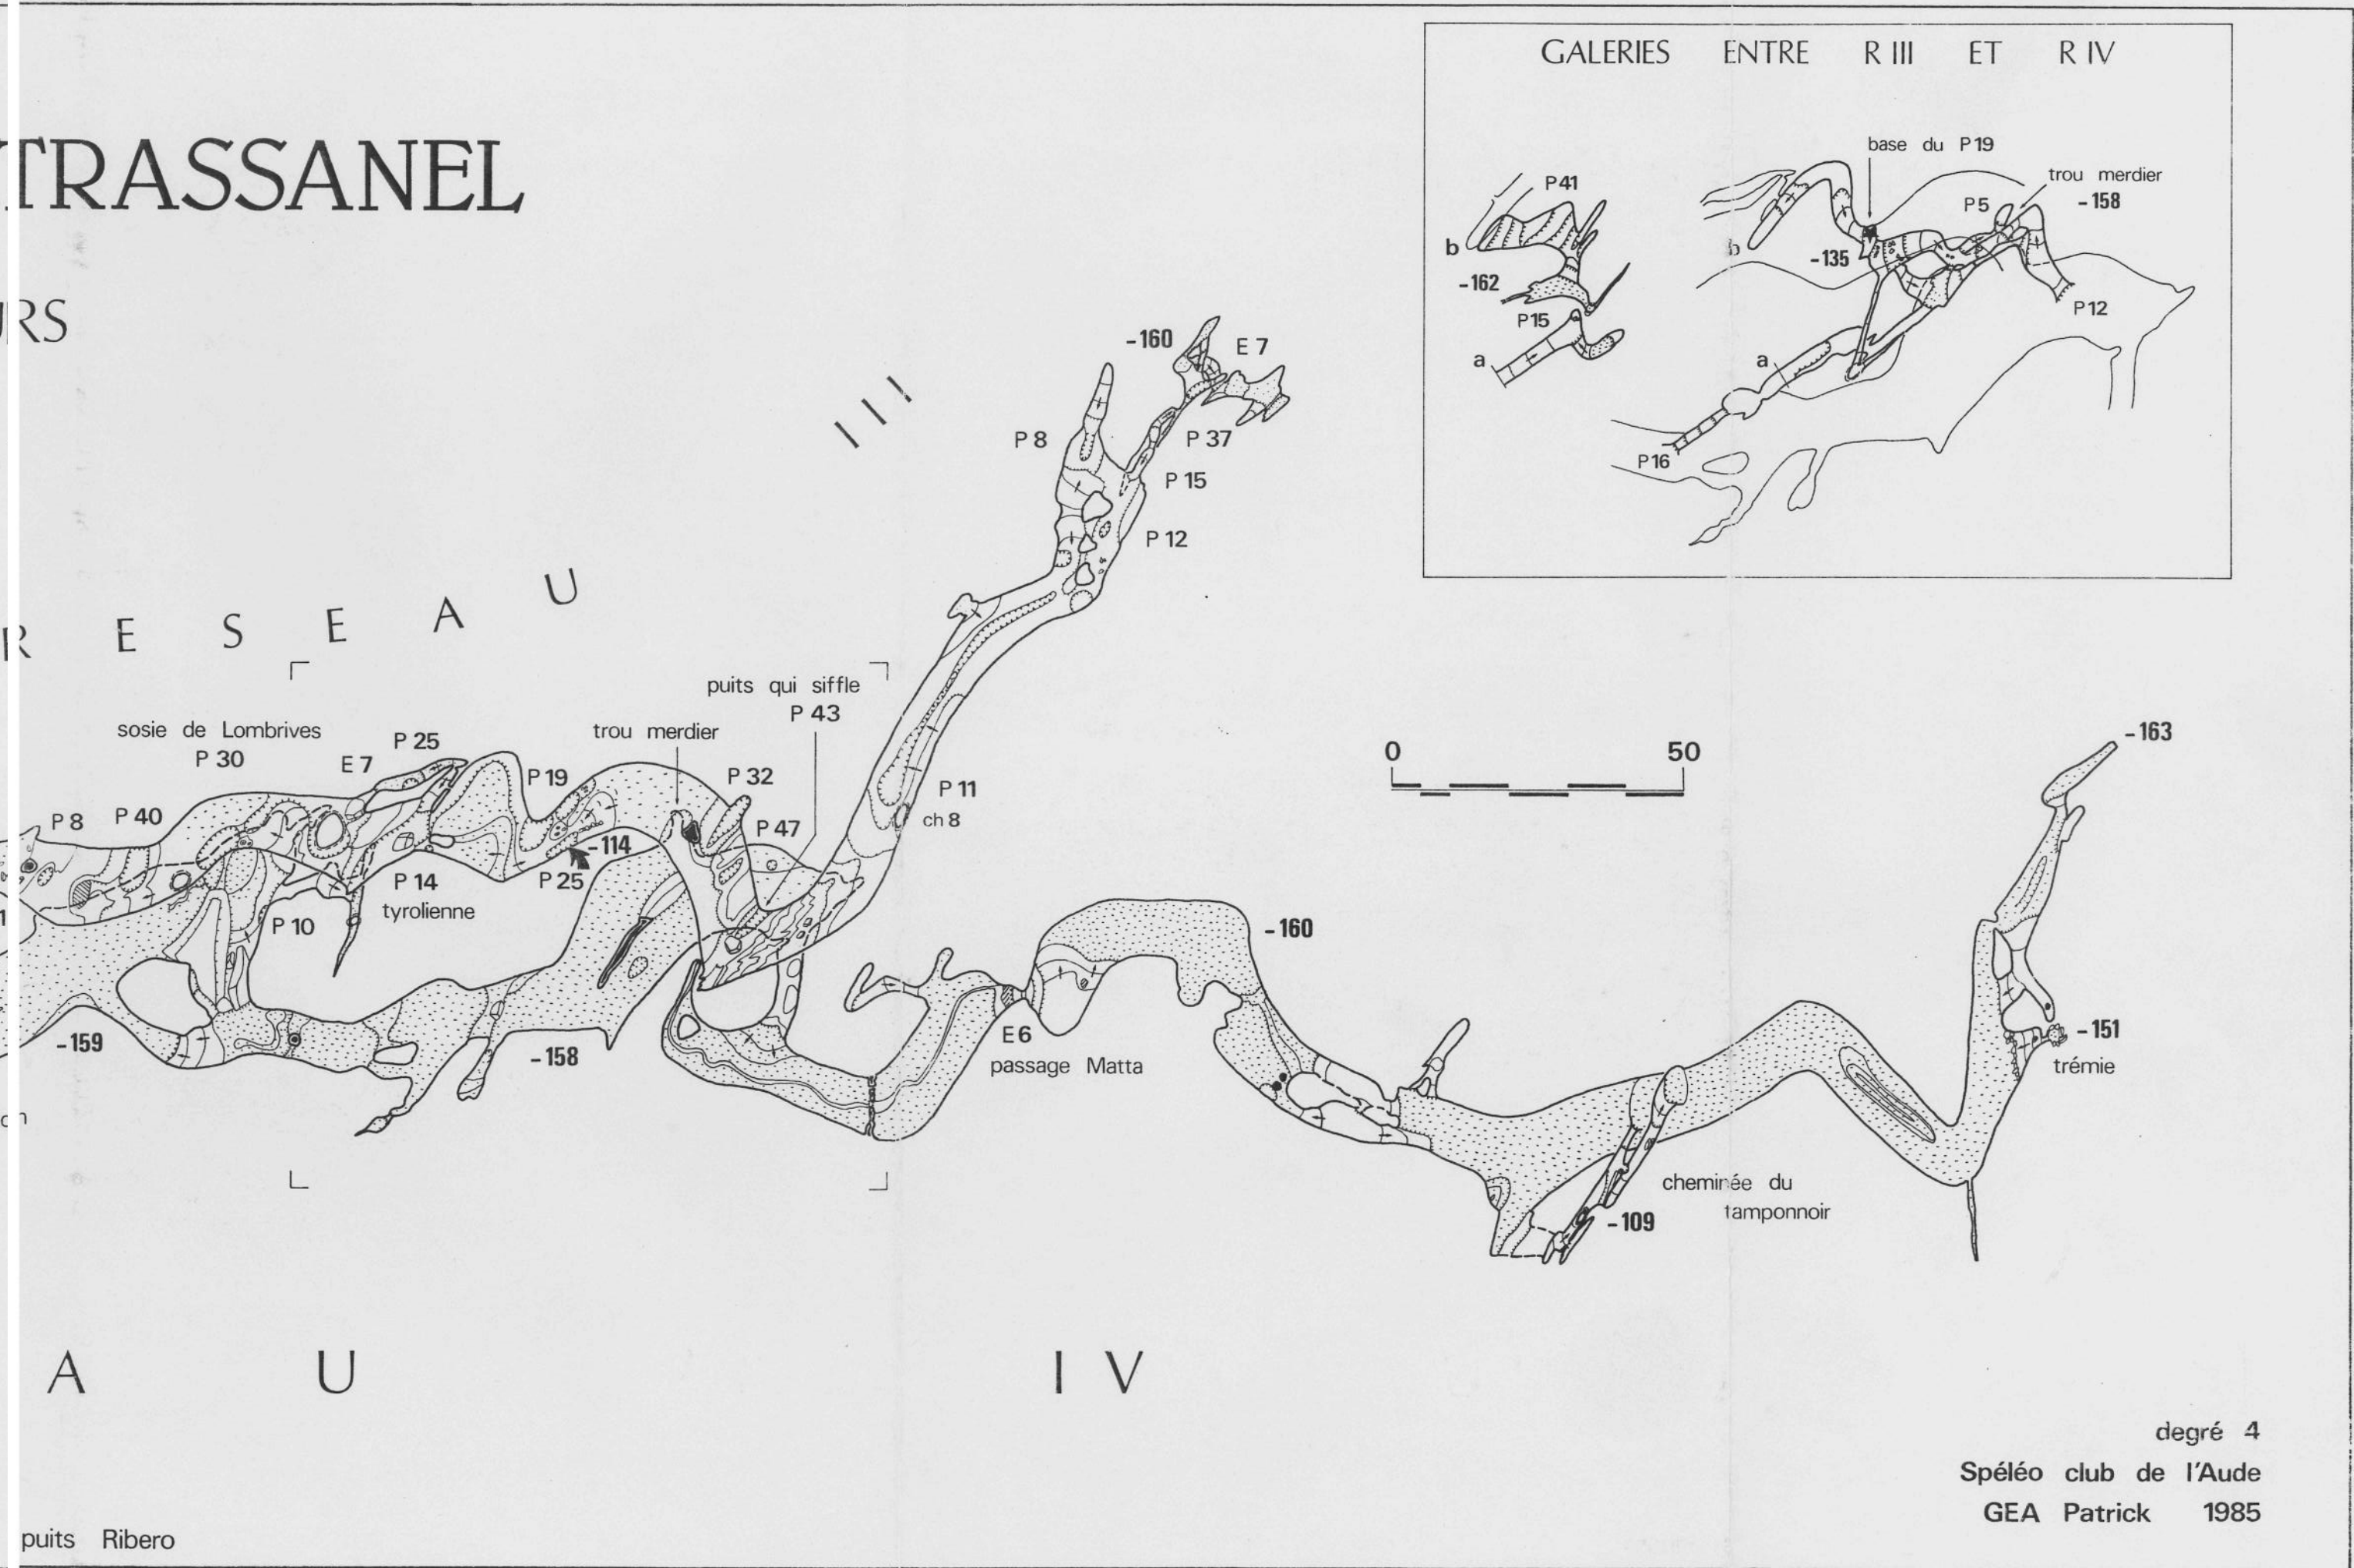 GALERIES ENTRE R III ET R IV
TRASSANEL
base du P19
trou merdier
-158
P41
P5
b
b
-135
-162
P15
P12
a
a
P16
RS
-160
E 7
III
P 8
P 37
P 15
P 12
R E S E A U
puits qui siffle
P 43
sosie de Lombrives
P 30
trou merdier
P 25
E 7
P 19
P 32
P 8
P 40
P 11
ch 8
P 47
-114
P 14
P 25
tyrolienne
P 10
0 50
-163
-160
-159
-158
E 6
passage Matta
-151
trémie
cheminée du
tamponnoir
-109
A U IV
degré 4
Spéléo club de l'Aude
GEA Patrick 1985
puits Ribero